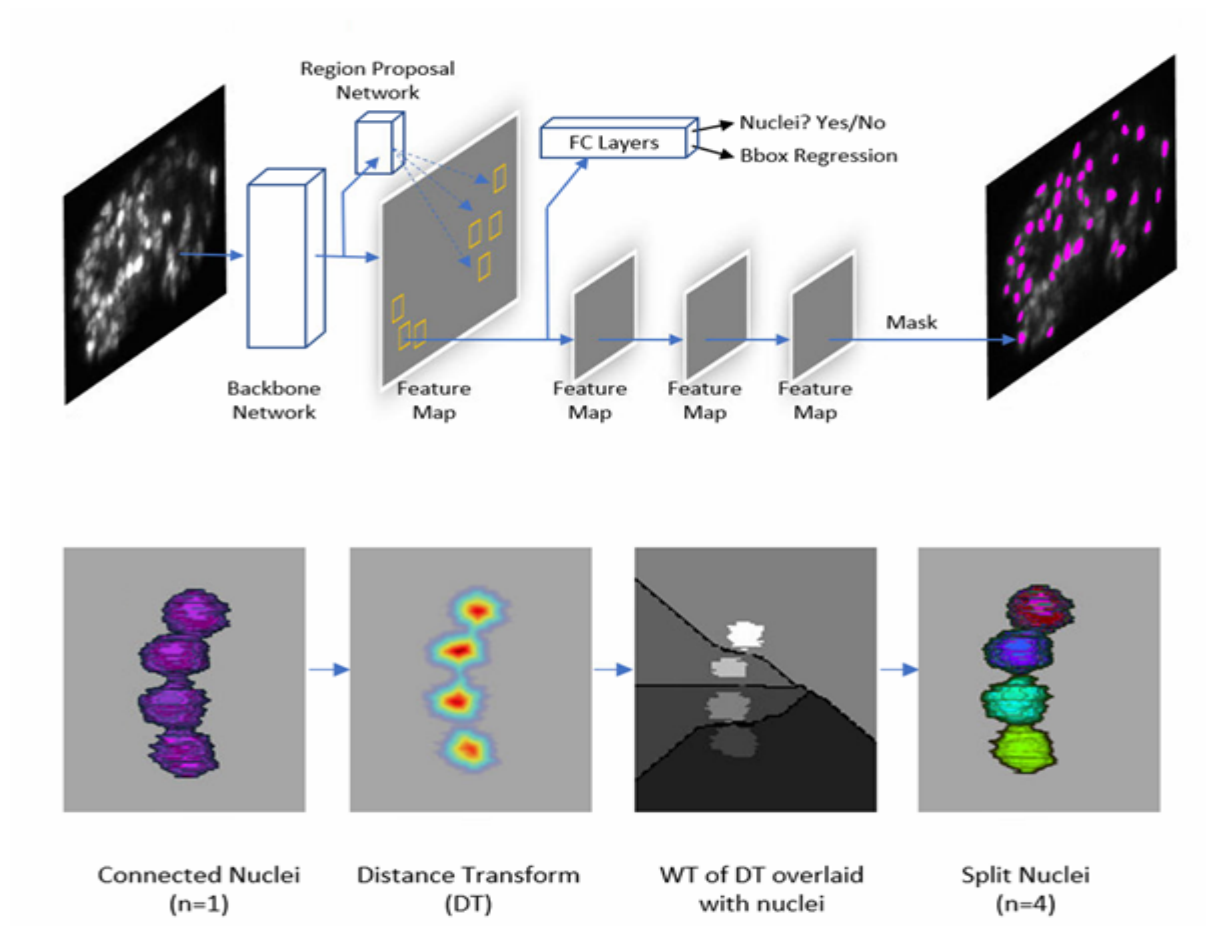 Region Proposal
Network
FC Layers
Nuclei? Yes/No
Bbox Regression
Mask
Backbone
Network
Feature
Map
Feature
Map
Feature
Map
Feature
Map
Connected Nuclei
(n=1)
Distance Transform
(DT)
WT of DT overlaid
with nuclei
Split Nuclei
(n=4)